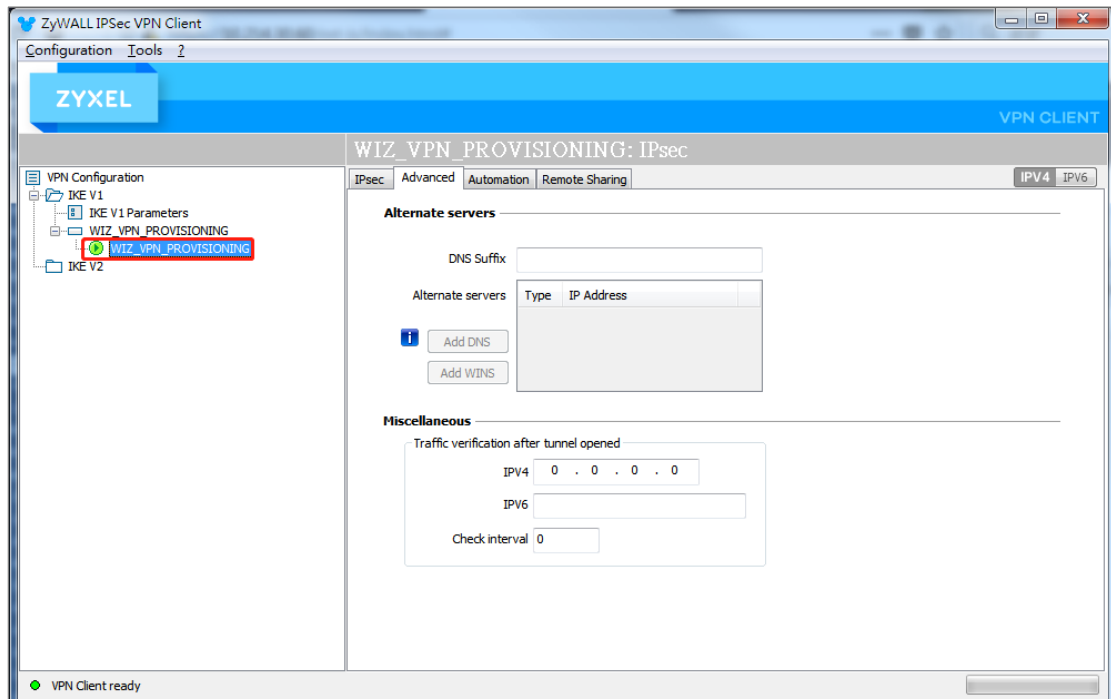 ZyWALL IPSec VPN Client
Configuration Tools ?
ZYXEL
VPN CLIENT
WIZ_VPN_PROVISIONING: IPsec
VPN Configuration
IKE V1
IKE V1 Parameters
WIZ_VPN_PROVISIONING
WIZ_VPN_PROVISIONING
IKE V2
IPsec Advanced Automation Remote Sharing IPV4 IPV6
Alternate servers
DNS Suffix
Alternate servers Type IP Address
i Add DNS
Add WINS
Miscellaneous
Traffic verification after tunnel opened
IPV4 0 . 0 . 0 . 0
IPV6
Check interval 0
VPN Client ready